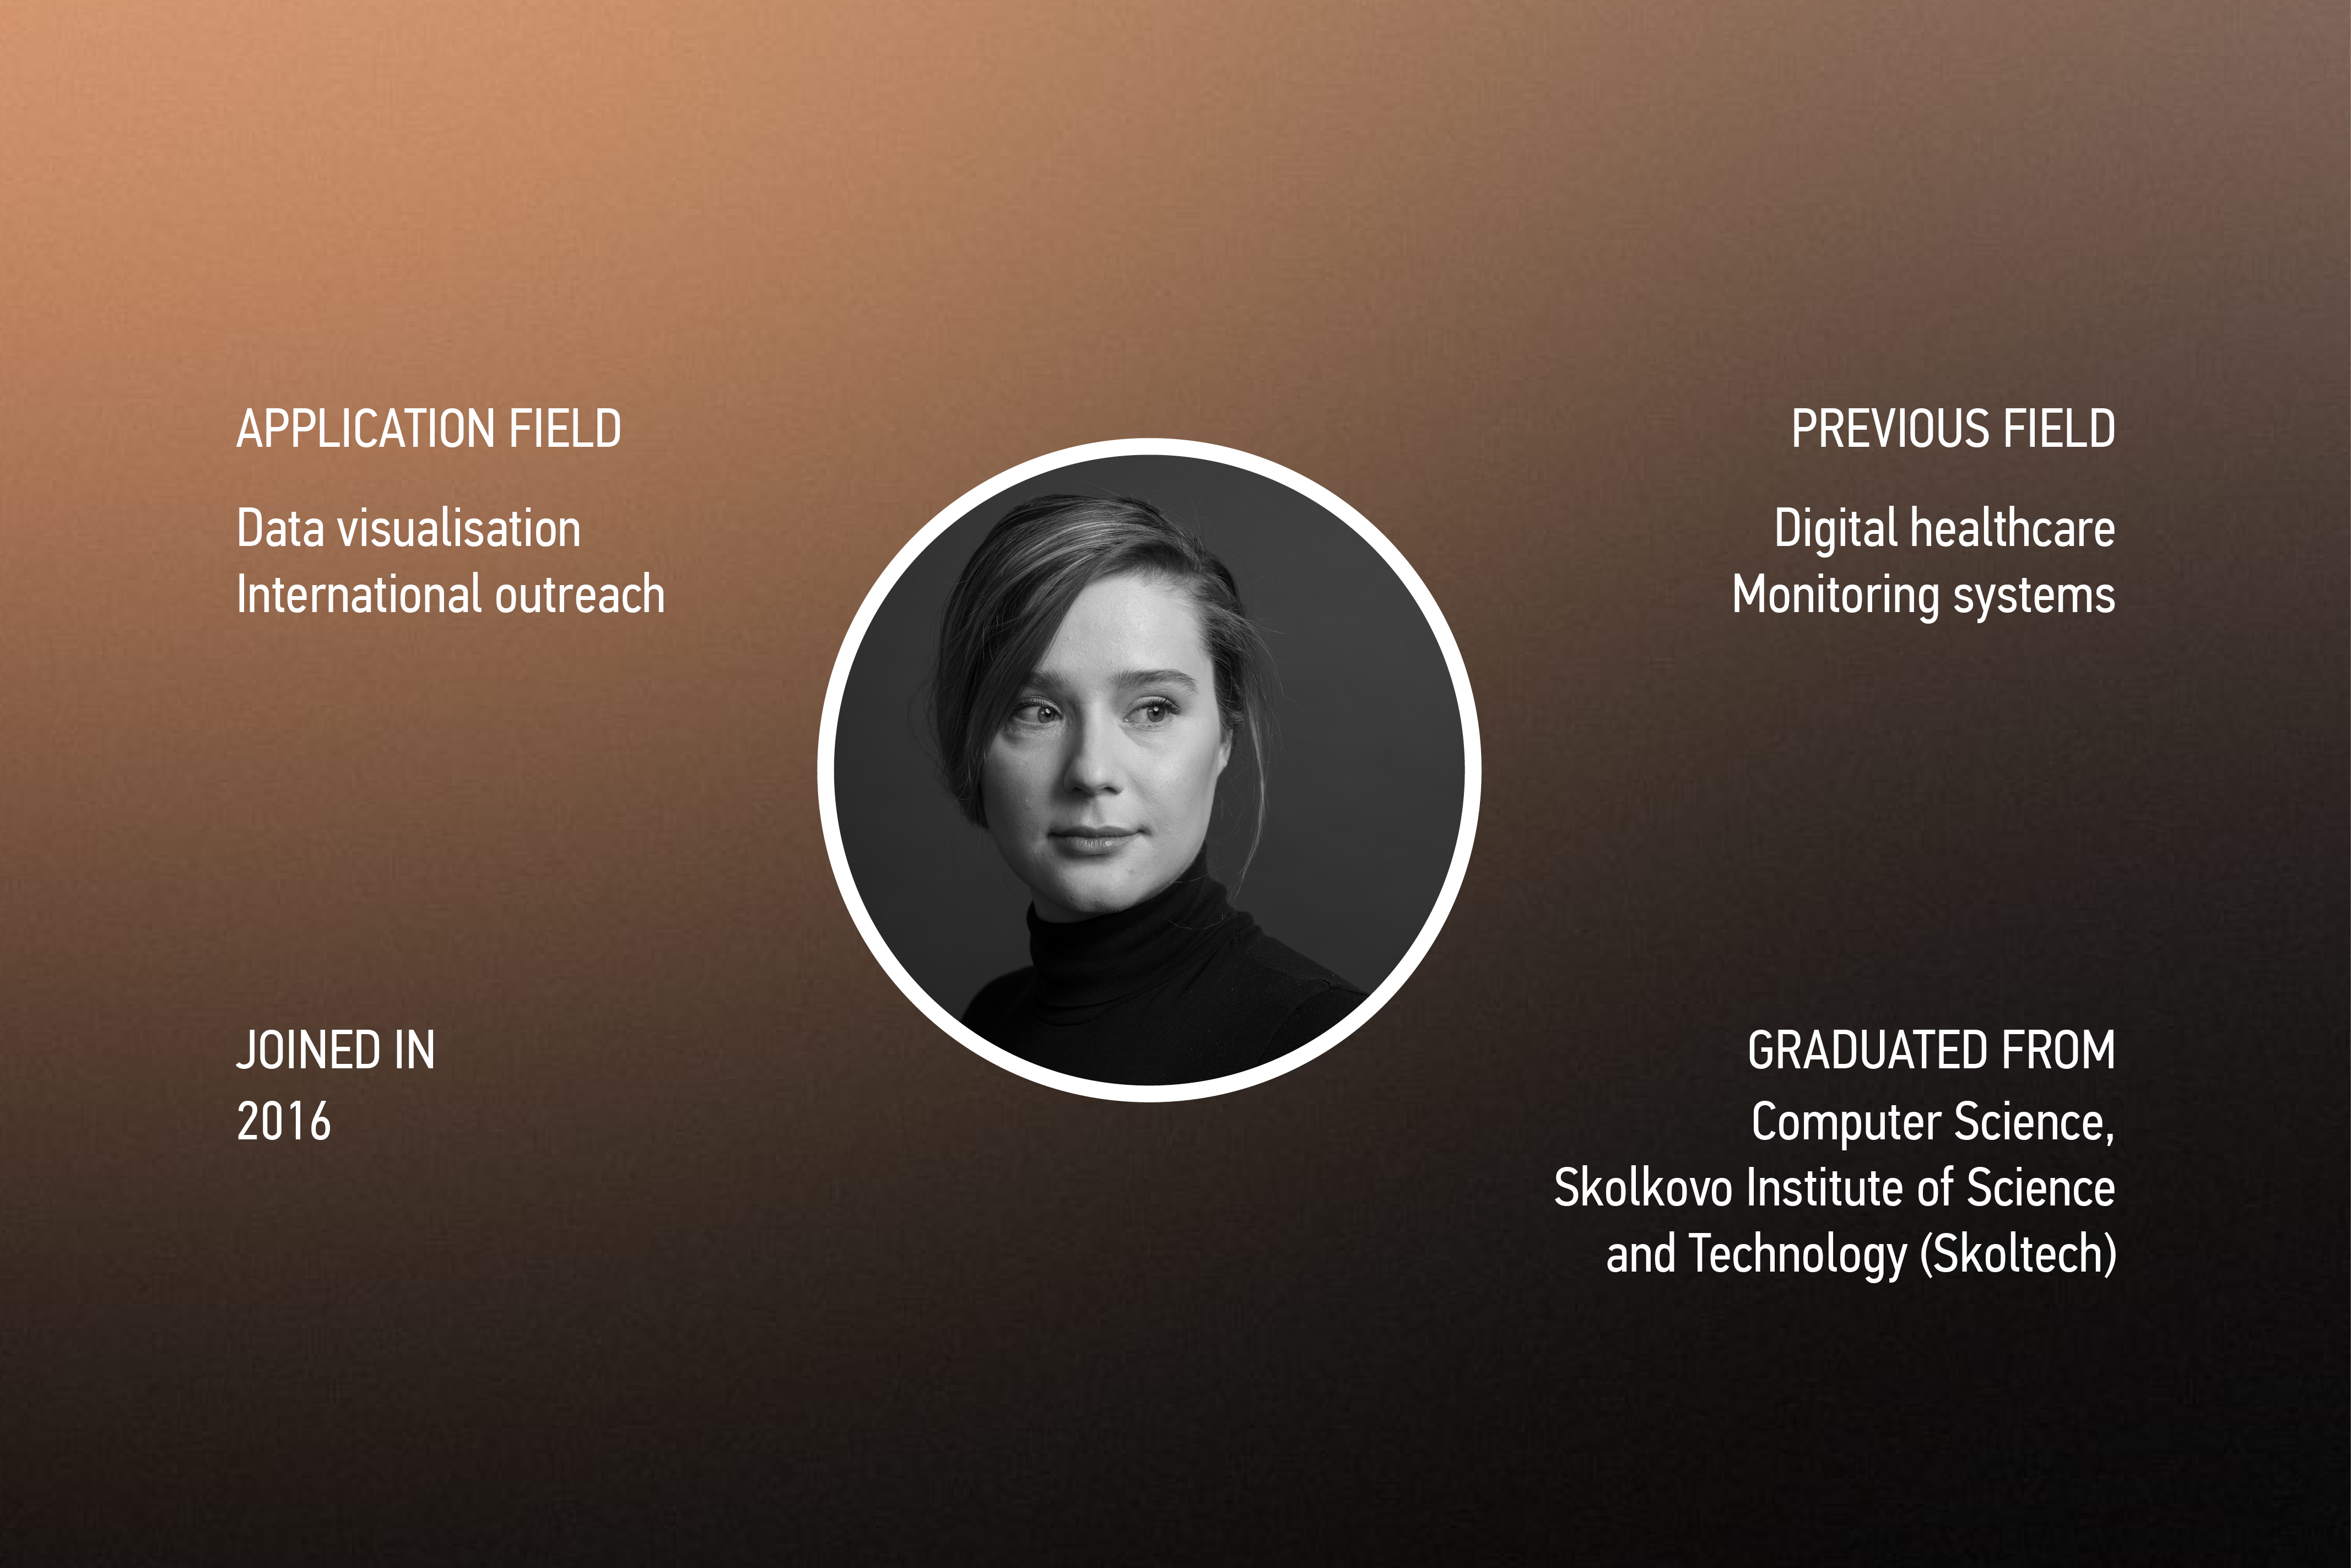 APPLICATION FIELD
Data visualisation
International outreach
PREVIOUS FIELD
Digital healthcare
Monitoring systems
JOINED IN
2016
GRADUATED FROM
Computer Science,
Skolkovo Institute of Science
and Technology (Skoltech)